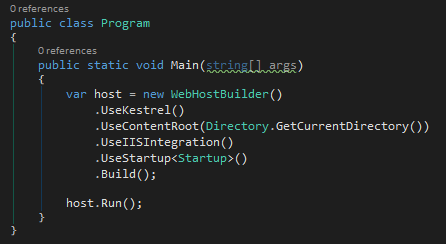 0 references
public class Program
{
0 references
public static void Main(string[] args)
{
var host = new WebHostBuilder()
.UseKestrel()
.UseContentRoot(Directory.GetCurrentDirectory())
.UseIISIntegration()
.UseStartup<Startup>()
.Build();
host.Run();
}
}